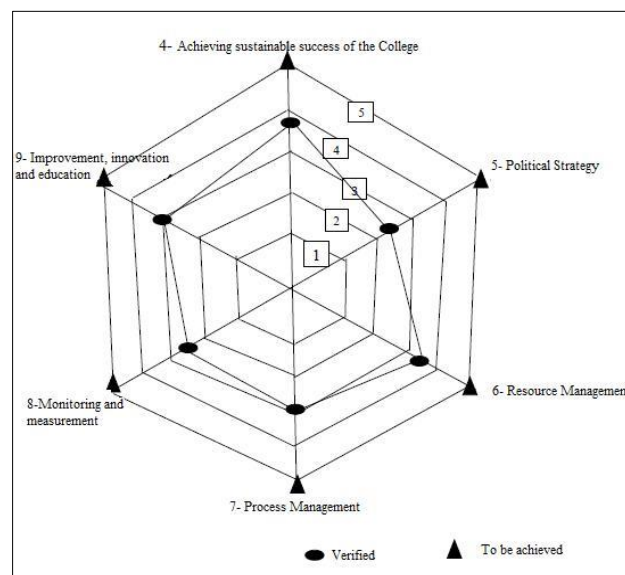 4- Achieving sustainable success of the College
5
4
9- Improvement, innovation
and education
5- Political Strategy
3
2
1
6- Resource Management
8-Monitoring and
measurement
7- Process Management
Verified
To be achieved